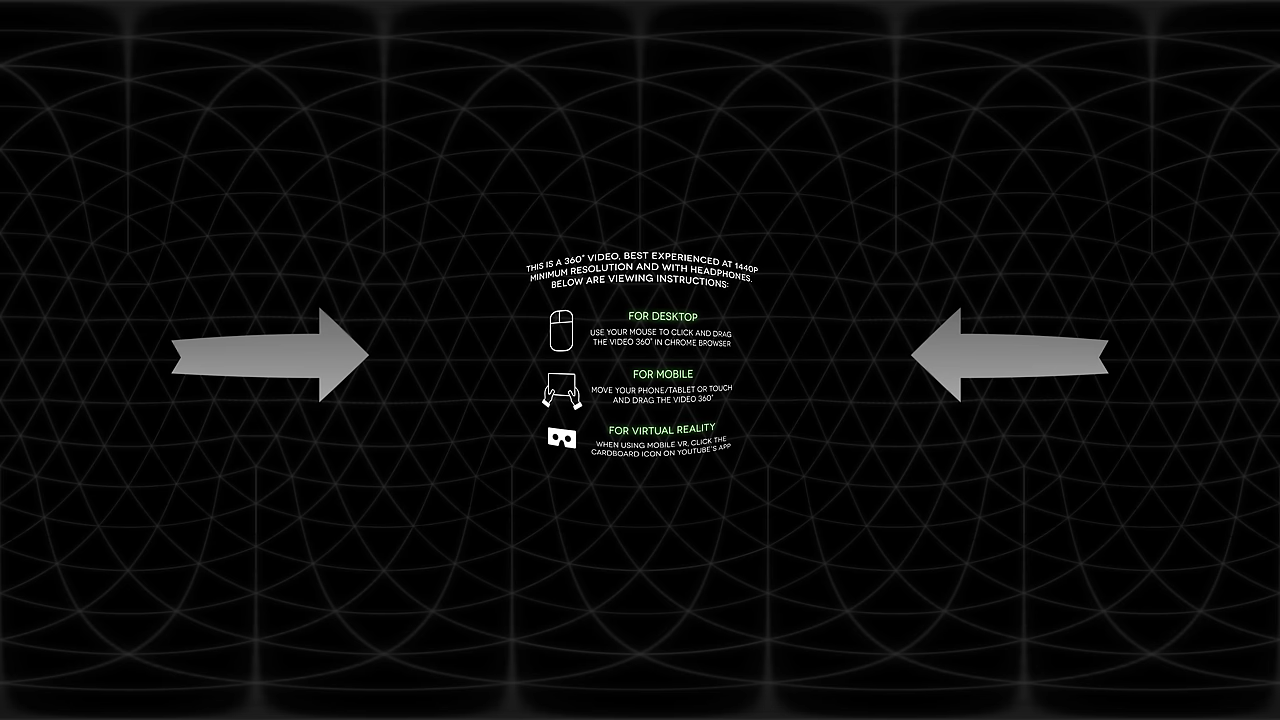 THIS IS A 360° VIDEO, BEST EXPERIENCED AT 1440P
MINIMUM RESOLUTION AND WITH HEADPHONES.
BELOW ARE VIEWING INSTRUCTIONS:
FOR DESKTOP
USE YOUR MOUSE TO CLICK AND DRAG
THE VIDEO 360° IN CHROME BROWSER
FOR MOBILE
MOVE YOUR PHONE/TABLET OR TOUCH
AND DRAG THE VIDEO 360°
FOR VIRTUAL REALITY
WHEN USING MOBILE VR, CLICK THE
CARDBOARD ICON ON YOUTUBE'S APP